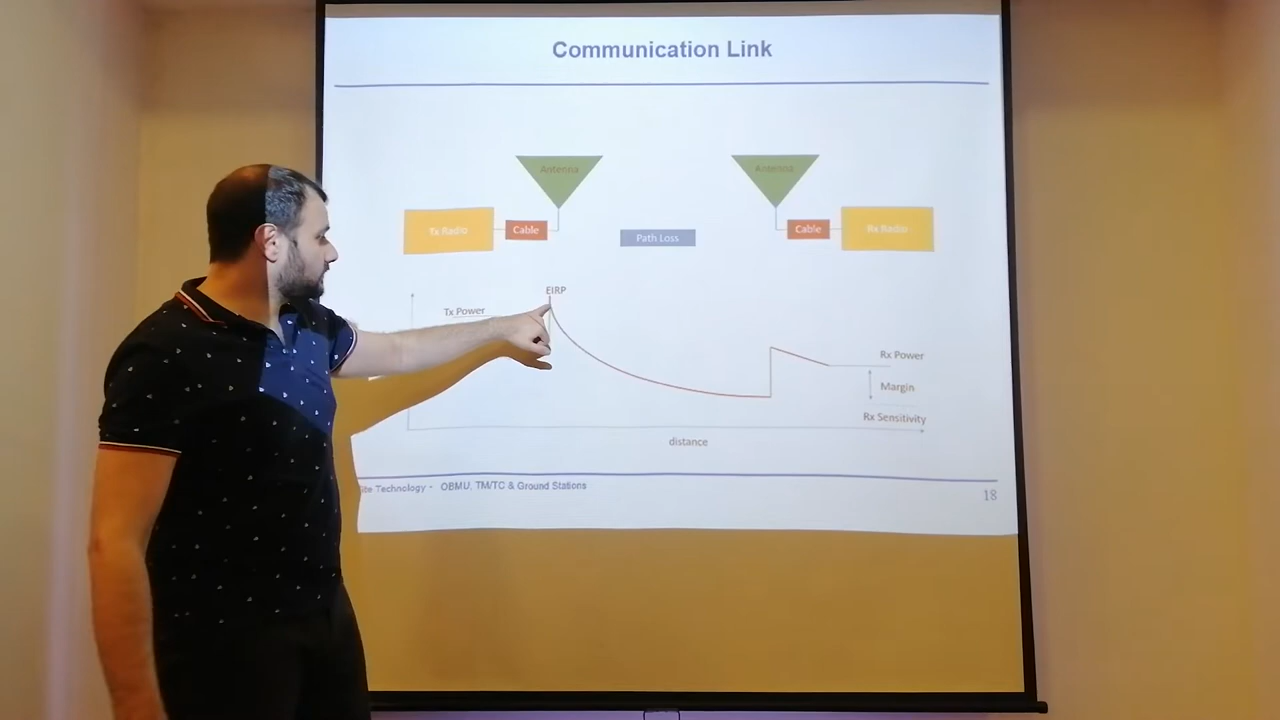 Communication Link
Antenna
Antenna
Tx Radio
Cable
Path Loss
Cable
Rx Radio
EIRP
Tx Power
Rx Power
Margin
Rx Sensitivity
distance
Technology - OBMU, TM/TC & Ground Stations
18